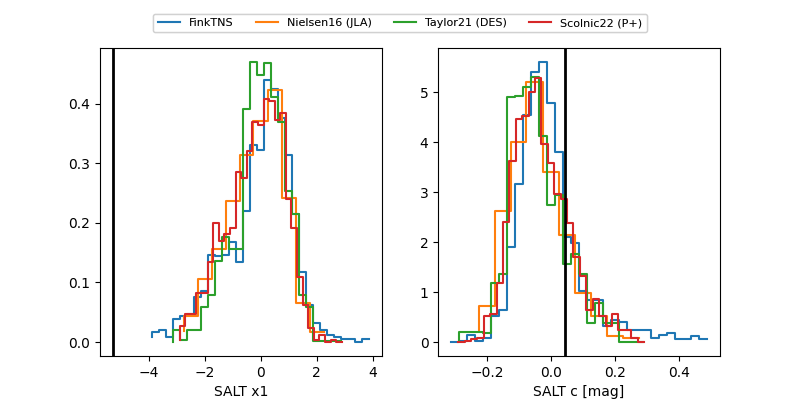 FinkTNS Nielsen16 (JLA) Taylor21 (DES) Scolnic22 (P+)
0.4
0.3
0.2
0.1
0.0
−4 −2 0 2 4
SALT x1
5
4
3
2
1
0
−0.2 0.0 0.2 0.4
SALT c [mag]